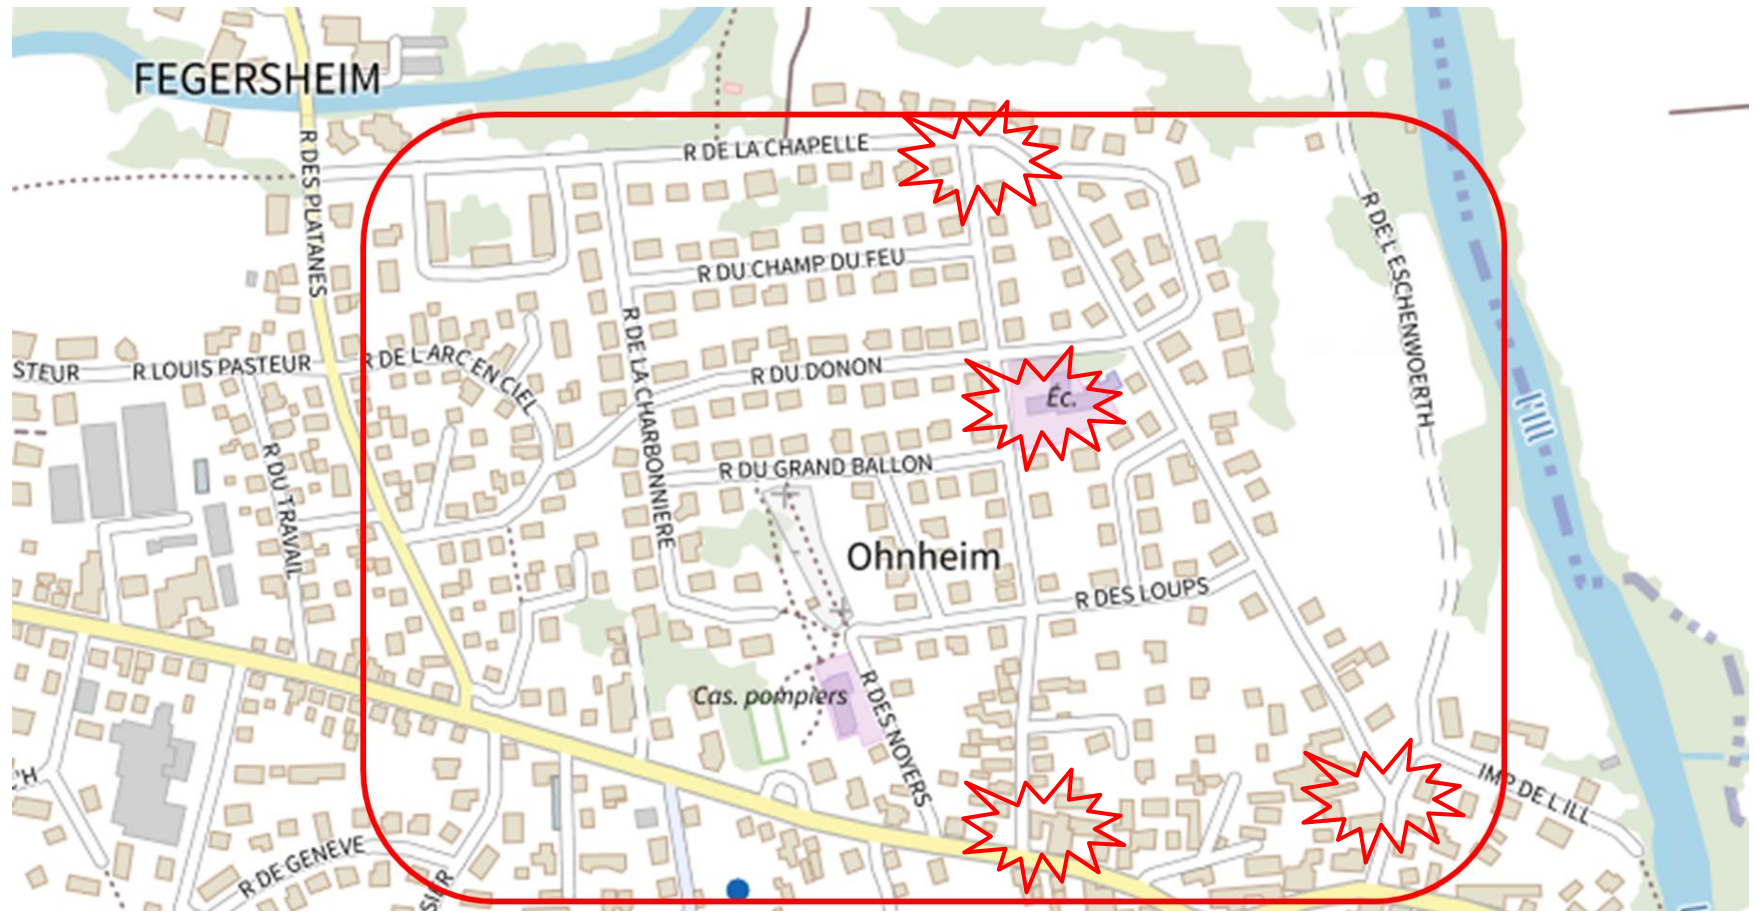 FEGERSHEIM
R DES PLATANES
R DE LA CHAPELLE
R DE L'ESCHENWOERTH
R DU CHAMP DU FEU
R DE LA CHARBONNIERE
STEUR
R LOUIS PASTEUR
R DE L'ARC EN CIEL
R DU DONON
Éc.
l'Ill
R DU TRAVAIL
R DU GRAND BALLON
Ohnheim
R DES LOUPS
Cas. pompiers
R DES NOYERS
'H
IMP DE L'ILL
R DE GENEVE